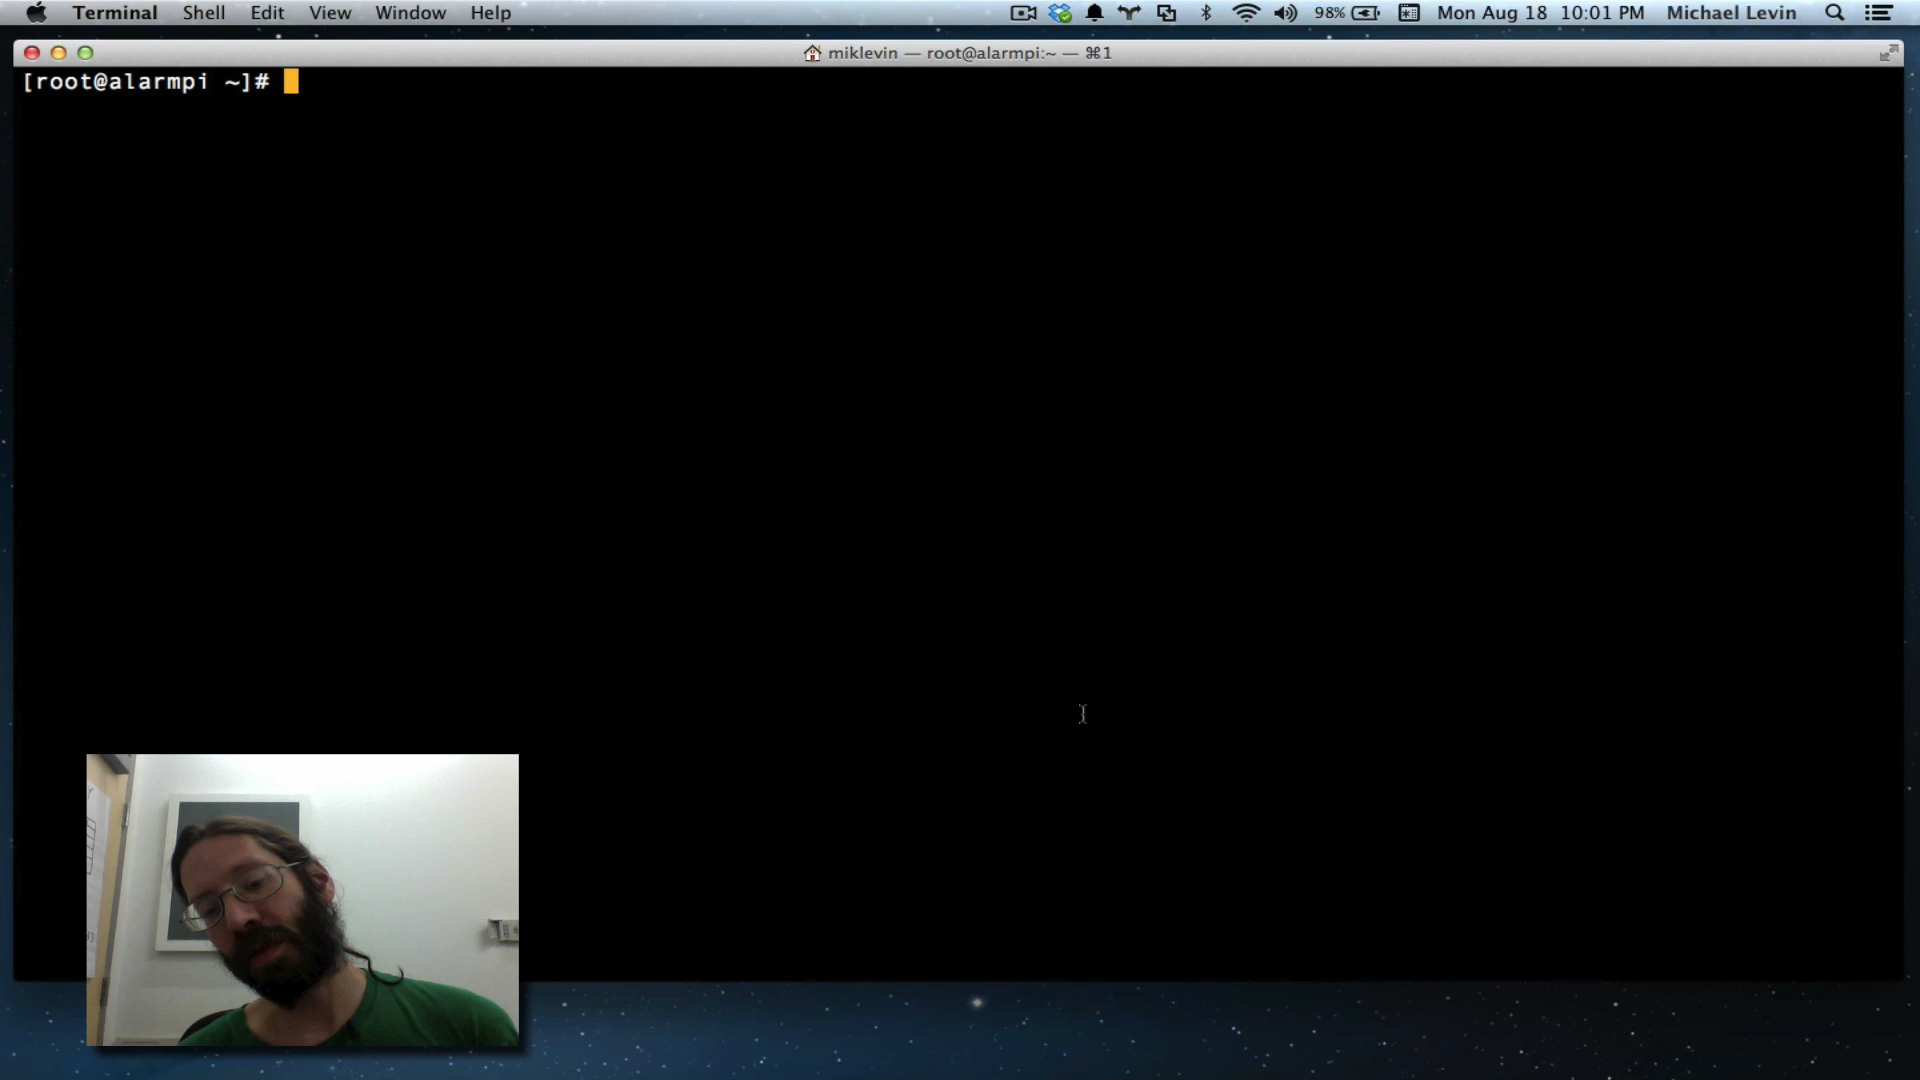 Terminal Shell Edit View Window Help 98% Mon Aug 18 10:01 PM Michael Levin
miklevin — root@alarmpi:~ — ⌘1
[root@alarmpi ~]#